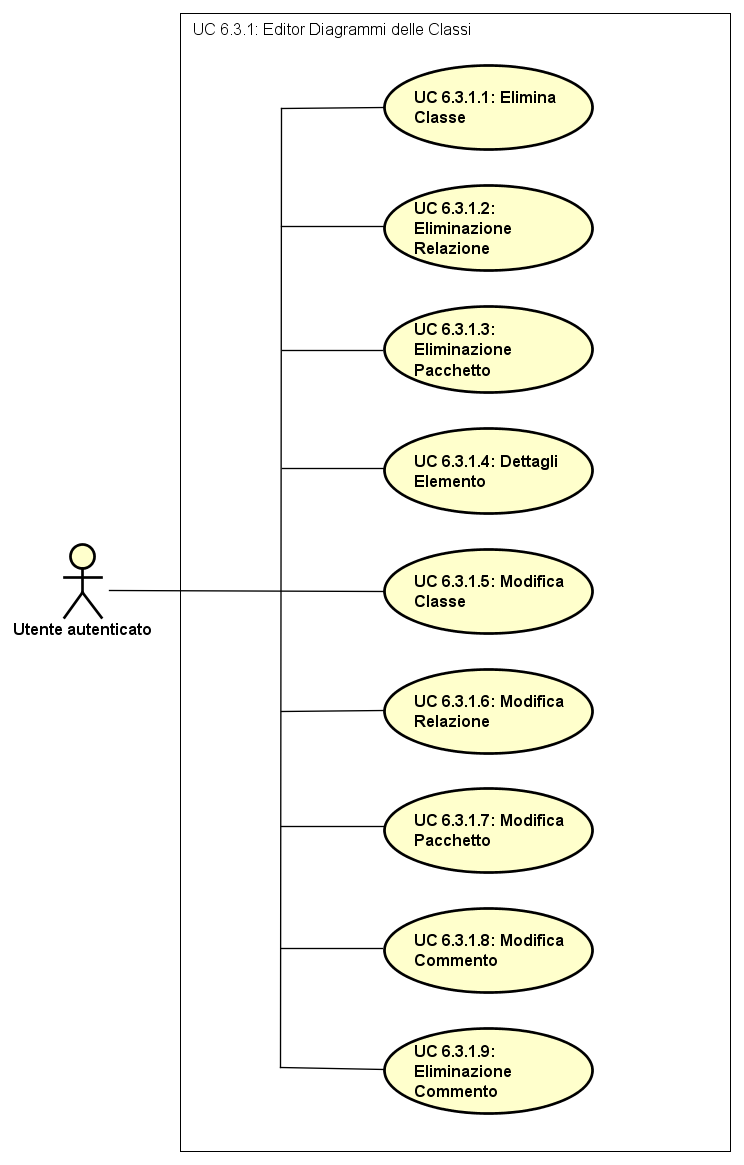 UC 6.3.1: Editor Diagrammi delle Classi
UC 6.3.1.1: Elimina
Classe
UC 6.3.1.2:
Eliminazione
Relazione
UC 6.3.1.3:
Eliminazione
Pacchetto
UC 6.3.1.4: Dettagli
Elemento
UC 6.3.1.5: Modifica
Classe
Utente autenticato
UC 6.3.1.6: Modifica
Relazione
UC 6.3.1.7: Modifica
Pacchetto
UC 6.3.1.8: Modifica
Commento
UC 6.3.1.9:
Eliminazione
Commento